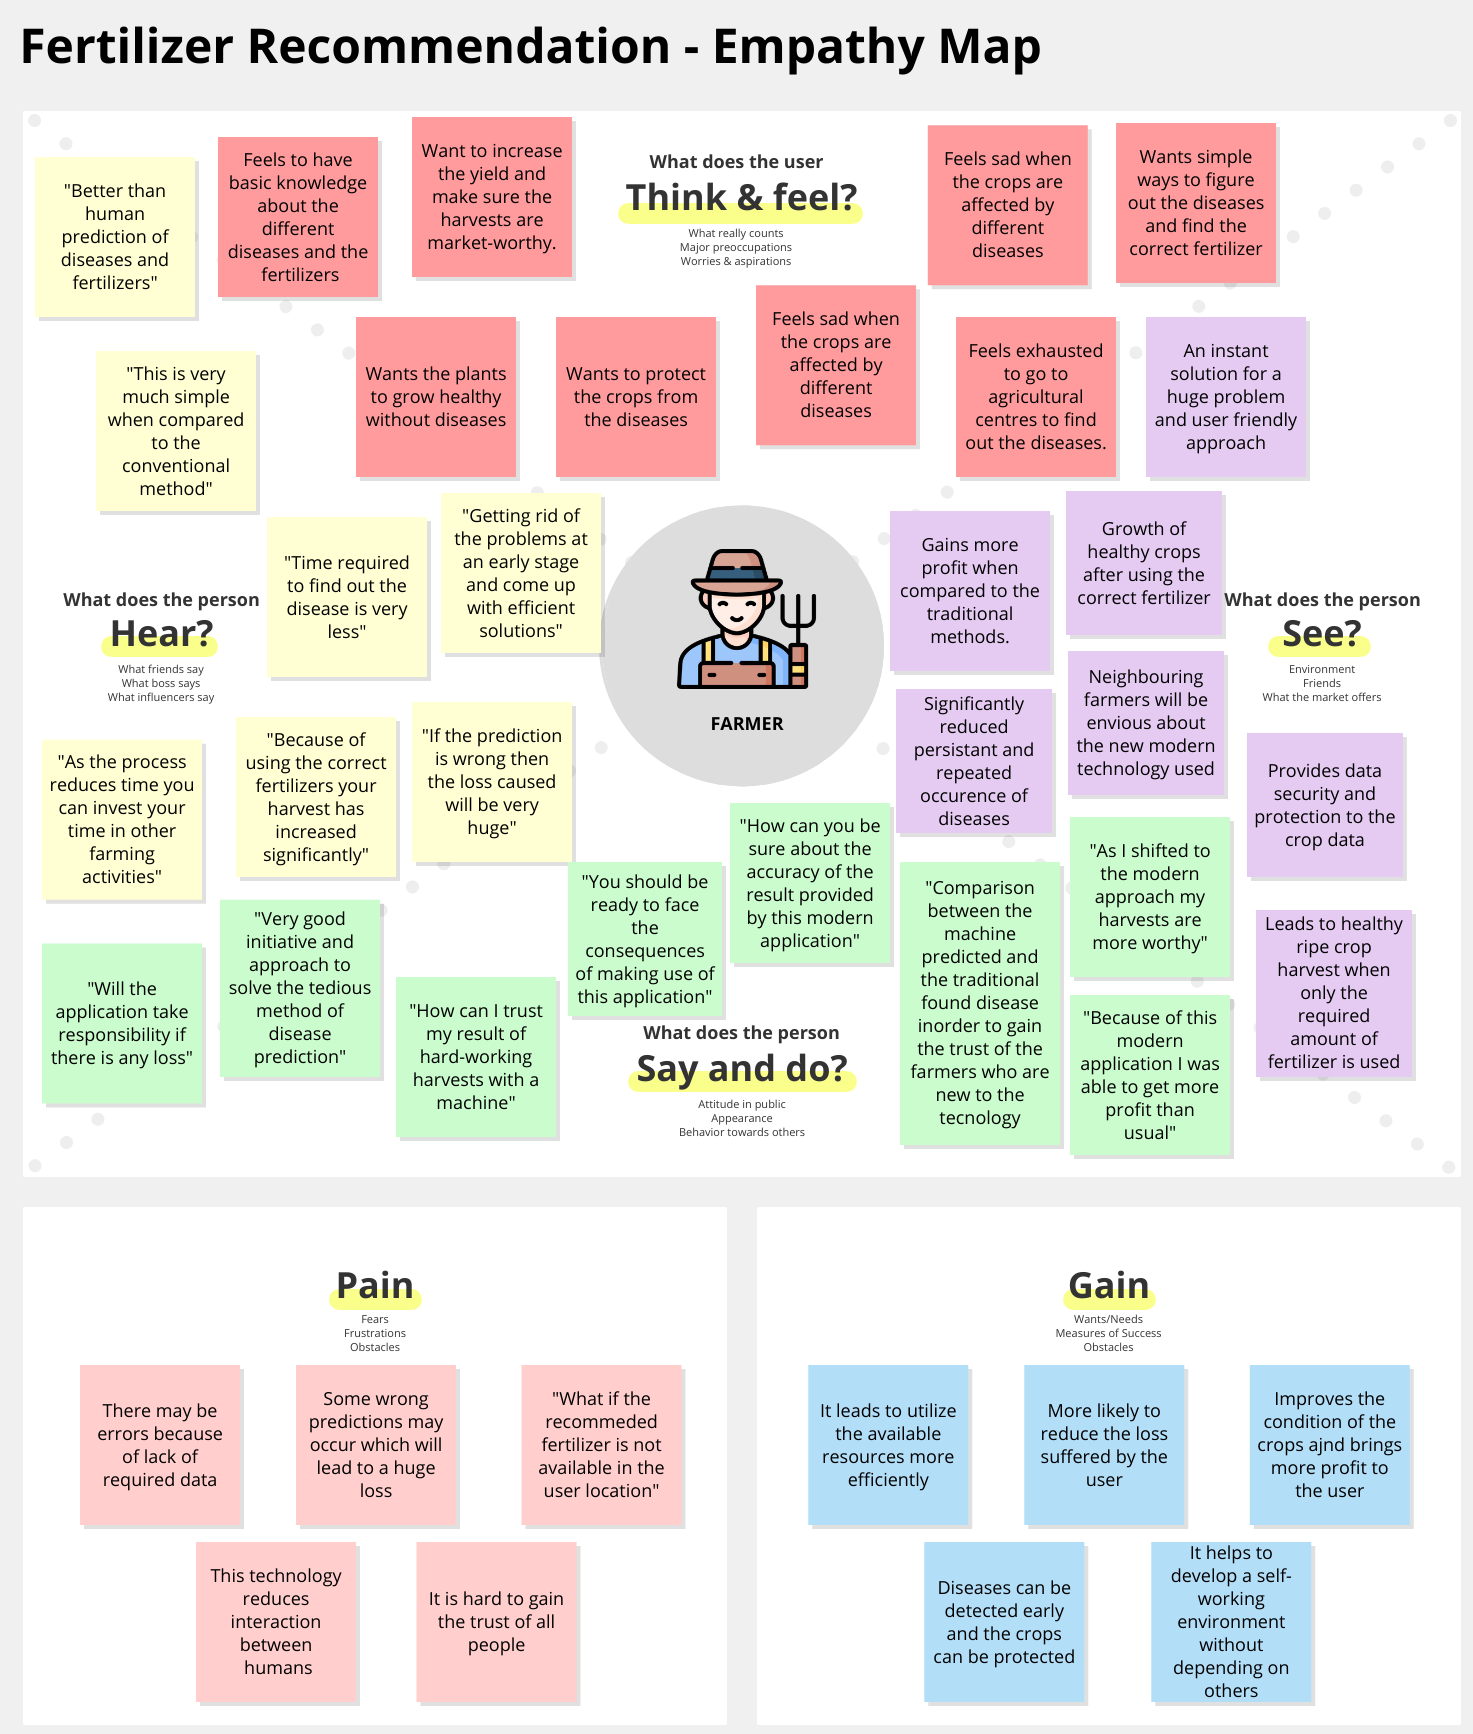 Fertilizer Recommendation - Empathy Map
"Better than
human
prediction of
diseases and
fertilizers"
Feels to have
basic knowledge
about the
different
diseases and the
fertilizers
Want to increase
the yield and
make sure the
harvests are
market-worthy.
What does the user
Think & feel?
What really counts
Major preoccupations
Worries & aspirations
Feels sad when
the crops are
affected by
different
diseases
Wants simple
ways to figure
out the diseases
and find the
correct fertilizer
"This is very
much simple
when compared
to the
conventional
method"
Wants the plants
to grow healthy
without diseases
Wants to protect
the crops from
the diseases
Feels sad when
the crops are
affected by
different
diseases
Feels exhausted
to go to
agricultural
centres to find
out the diseases.
An instant
solution for a
huge problem
and user friendly
approach
What does the person
Hear?
What friends say
What boss says
What influencers say
"Time required
to find out the
disease is very
less"
"Getting rid of
the problems at
an early stage
and come up
with efficient
solutions"
FARMER
Gains more
profit when
compared to the
traditional
methods.
Growth of
healthy crops
after using the
correct fertilizer
What does the person
See?
Environment
Friends
What the market offers
"As the process
reduces time you
can invest your
time in other
farming
activities"
"Because of
using the correct
fertilizers your
harvest has
increased
significantly"
"If the prediction
is wrong then
the loss caused
will be very
huge"
Significantly
reduced
persistant and
repeated
occurence of
diseases
Neighbouring
farmers will be
envious about
the new modern
technology used
Provides data
security and
protection to the
crop data
"Will the
application take
responsibility if
there is any loss"
"Very good
initiative and
approach to
solve the tedious
method of
disease
prediction"
"How can I trust
my result of
hard-working
harvests with a
machine"
"You should be
ready to face
the
consequences
of making use of
this application"
"How can you be
sure about the
accuracy of the
result provided
by this modern
application"
What does the person
Say and do?
Attitude in public
Appearance
Behavior towards others
"Comparison
between the
machine
predicted and
the traditional
found disease
inorder to gain
the trust of the
farmers who are
new to the
tecnology
"As I shifted to
the modern
approach my
harvests are
more worthy"
"Because of this
modern
application I was
able to get more
profit than
usual"
Leads to healthy
ripe crop
harvest when
only the
required
amount of
fertilizer is used
Pain
Fears
Frustrations
Obstacles
There may be
errors because
of lack of
required data
Some wrong
predictions may
occur which will
lead to a huge
loss
"What if the
recommeded
fertilizer is not
available in the
user location"
This technology
reduces
interaction
between
humans
It is hard to gain
the trust of all
people
Gain
Wants/Needs
Measures of Success
Obstacles
It leads to utilize
the available
resources more
efficiently
More likely to
reduce the loss
suffered by the
user
Improves the
condition of the
crops ajnd brings
more profit to
the user
Diseases can be
detected early
and the crops
can be protected
It helps to
develop a self-
working
environment
without
depending on
others